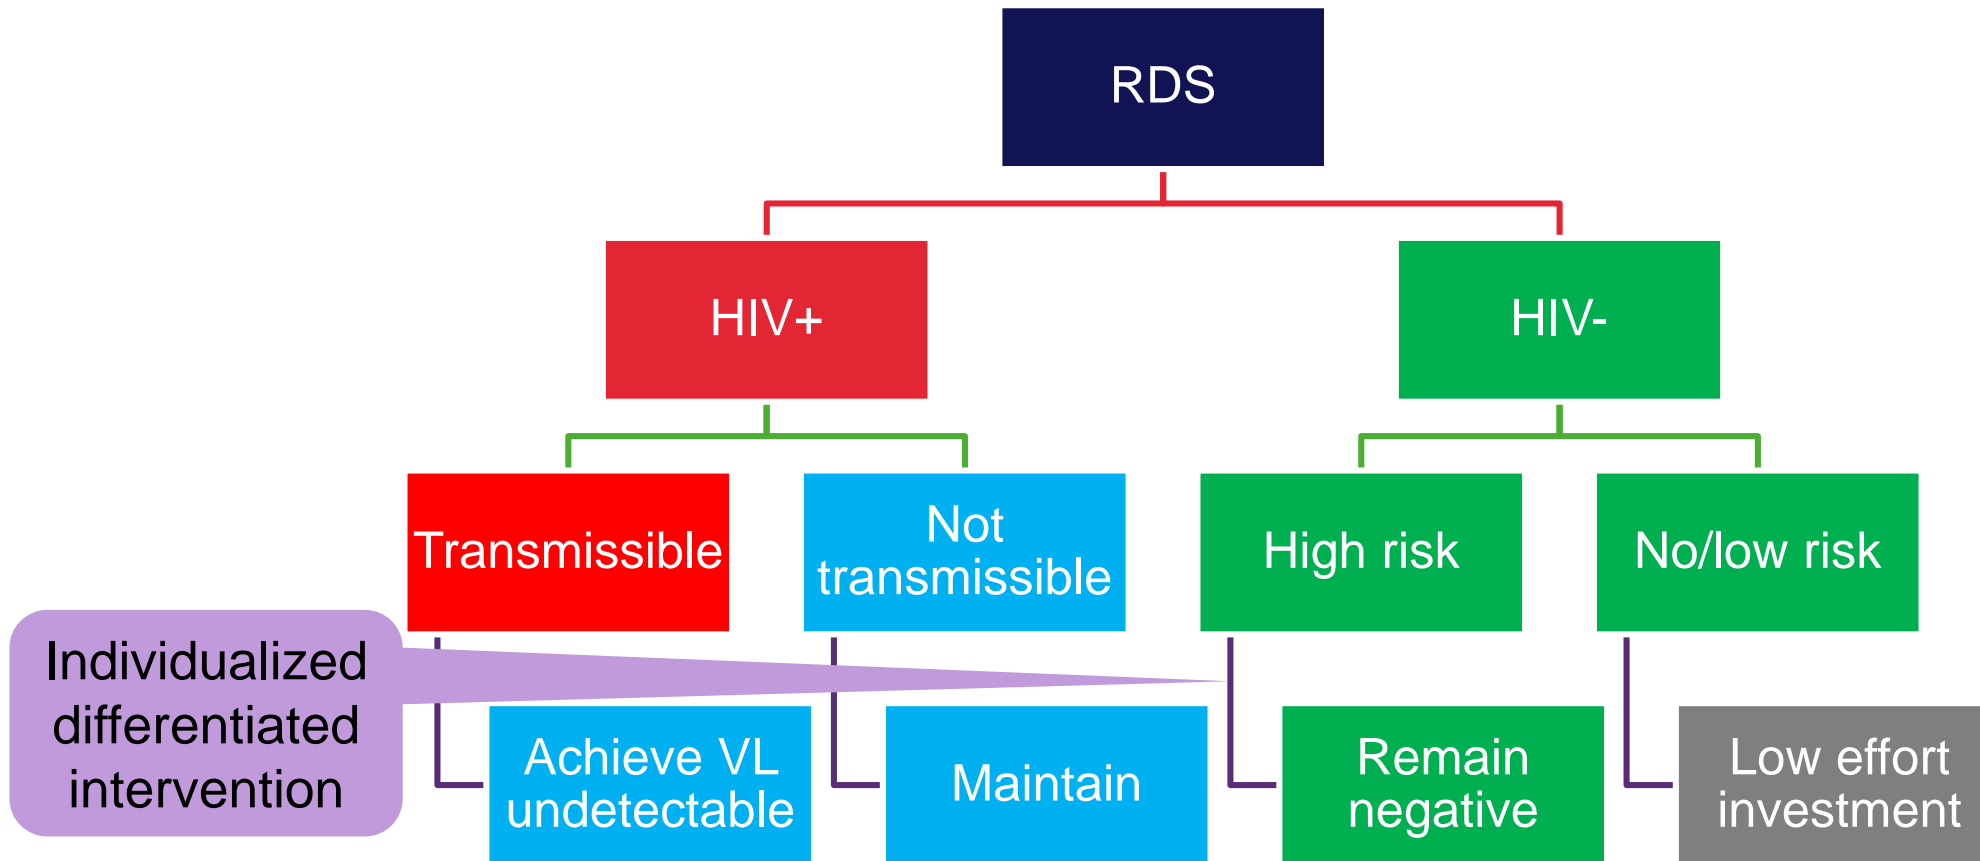 RDS
HIV+
HIV-
Transmissible
Not
transmissible
High risk
No/low risk
Individualized
differentiated
intervention
Achieve VL
undetectable
Maintain
Remain
negative
Low effort
investment